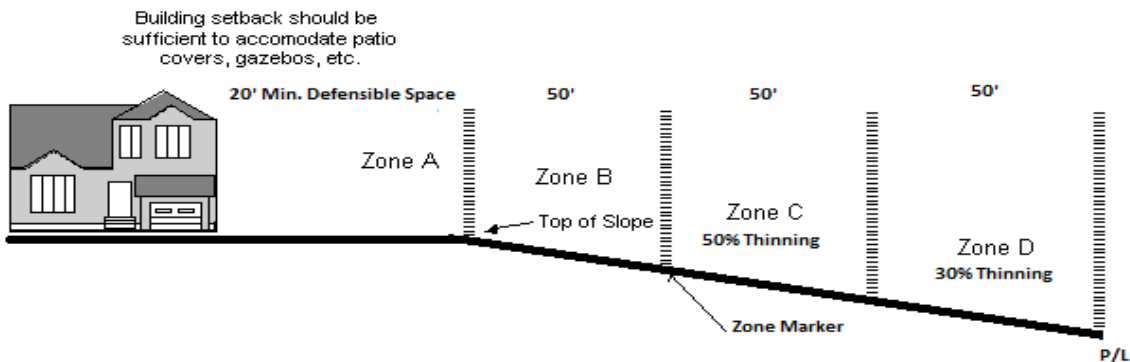 Building setback should be
sufficient to accomodate patio
covers, gazebos, etc.
20' Min. Defensible Space
50'
50'
50'
Zone A
Zone B
Top of Slope
Zone C
50% Thinning
Zone D
30% Thinning
Zone Marker
P/L